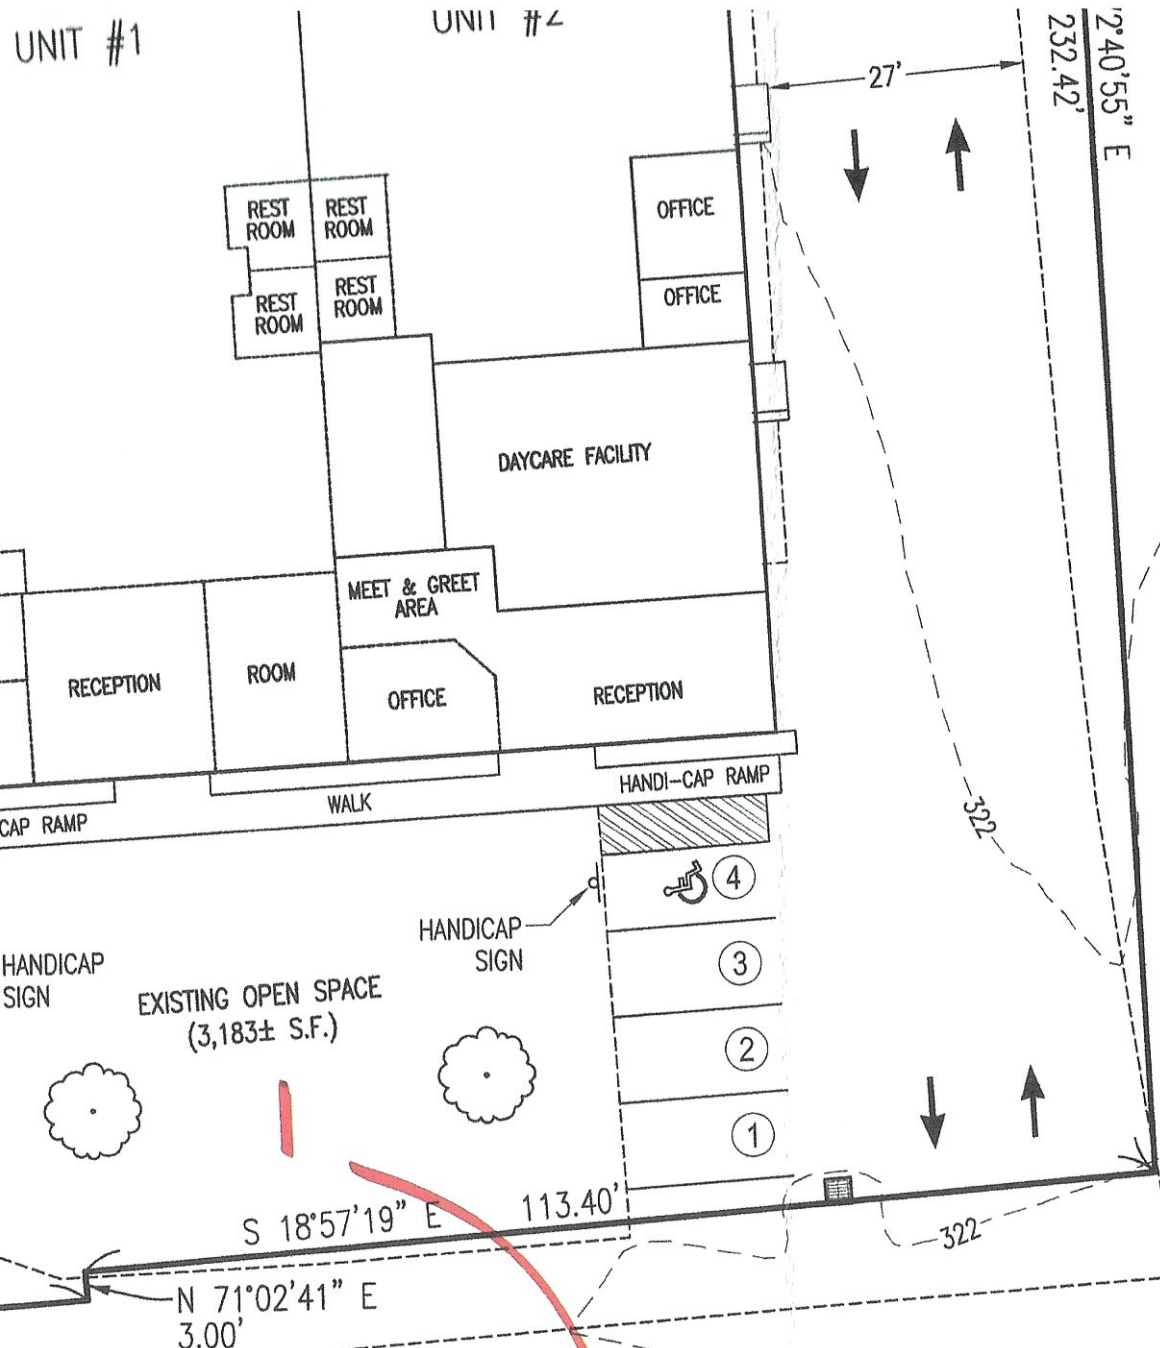 UNIT #1
UNIT #2
27'
2°40'55" E
232.42'
REST
ROOM
REST
ROOM
OFFICE
REST
ROOM
REST
ROOM
OFFICE
DAYCARE FACILITY
MEET & GREET
AREA
RECEPTION
ROOM
OFFICE
RECEPTION
CAP RAMP
WALK
HANDI-CAP RAMP
322
4
HANDICAP
SIGN
3
HANDICAP
SIGN
EXISTING OPEN SPACE
(3,183± S.F.)
2
1
S 18°57'19" E
113.40'
322
N 71°02'41" E
3.00'